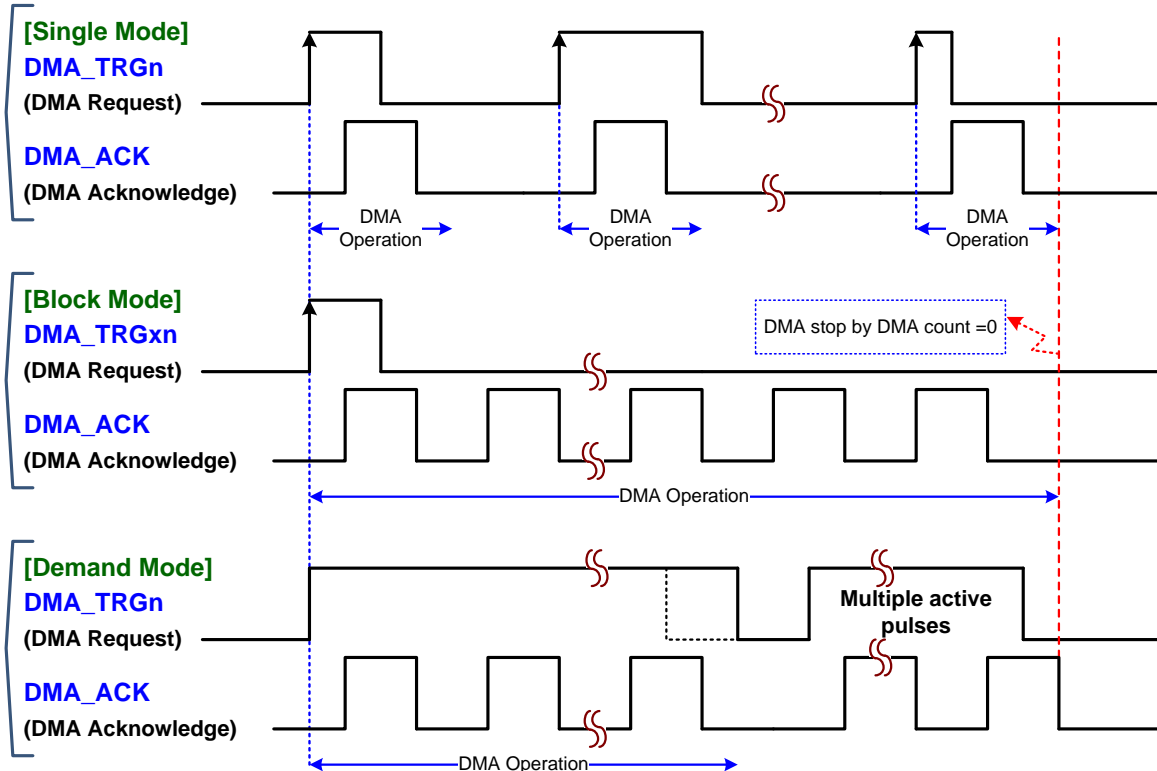 [Single Mode]
DMA_TRGn
(DMA Request)
DMA_ACK
(DMA Acknowledge)
DMA
Operation
DMA
Operation
DMA
Operation
[Block Mode]
DMA_TRGxn
(DMA Request)
DMA stop by DMA count =0
DMA_ACK
(DMA Acknowledge)
DMA Operation
[Demand Mode]
DMA_TRGn
(DMA Request)
Multiple active
pulses
DMA_ACK
(DMA Acknowledge)
DMA Operation